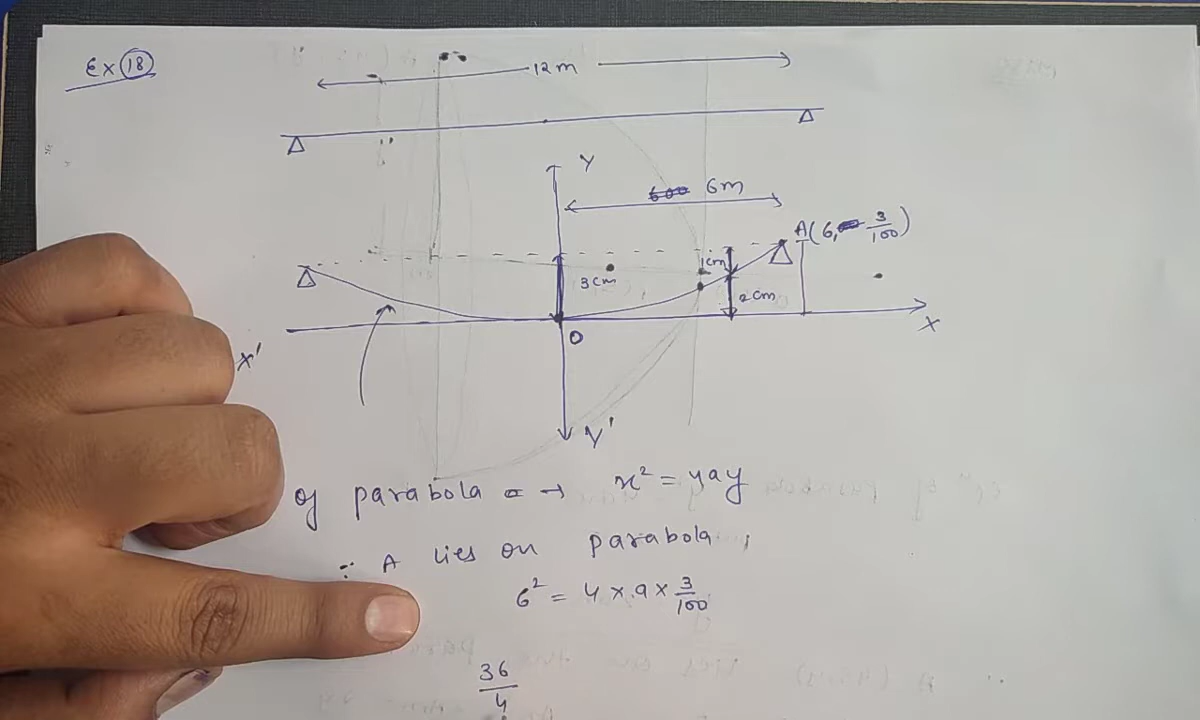 Ex 18
12m
Y
600 6m
A(6, 3/100)
3cm
1cm
2cm
X'
O
X
Y'
of parabola → x² = 4ay
∵ A lies on parabola,
6² = 4 × a × 3/100
36/4